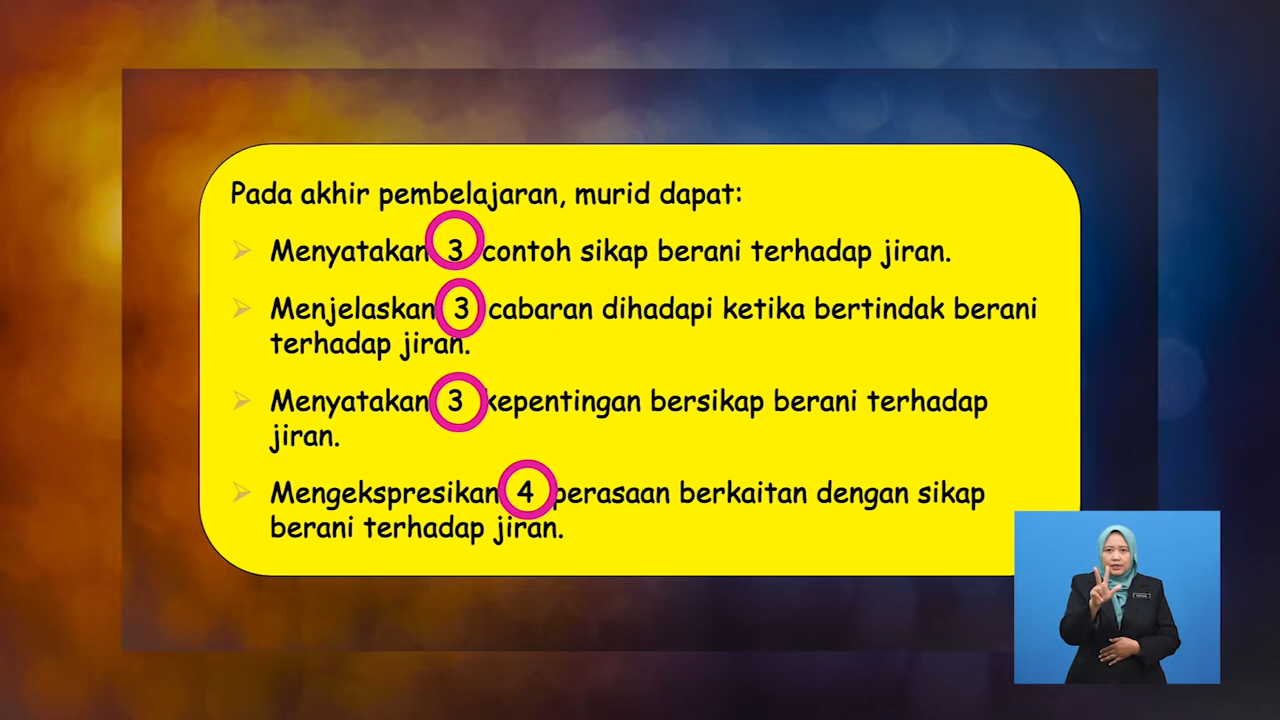 Pada akhir pembelajaran, murid dapat:
Menyatakan 3 contoh sikap berani terhadap jiran.
Menjelaskan 3 cabaran dihadapi ketika bertindak berani
terhadap jiran.
Menyatakan 3 kepentingan bersikap berani terhadap
jiran.
Mengekspresikan 4 perasaan berkaitan dengan sikap
berani terhadap jiran.